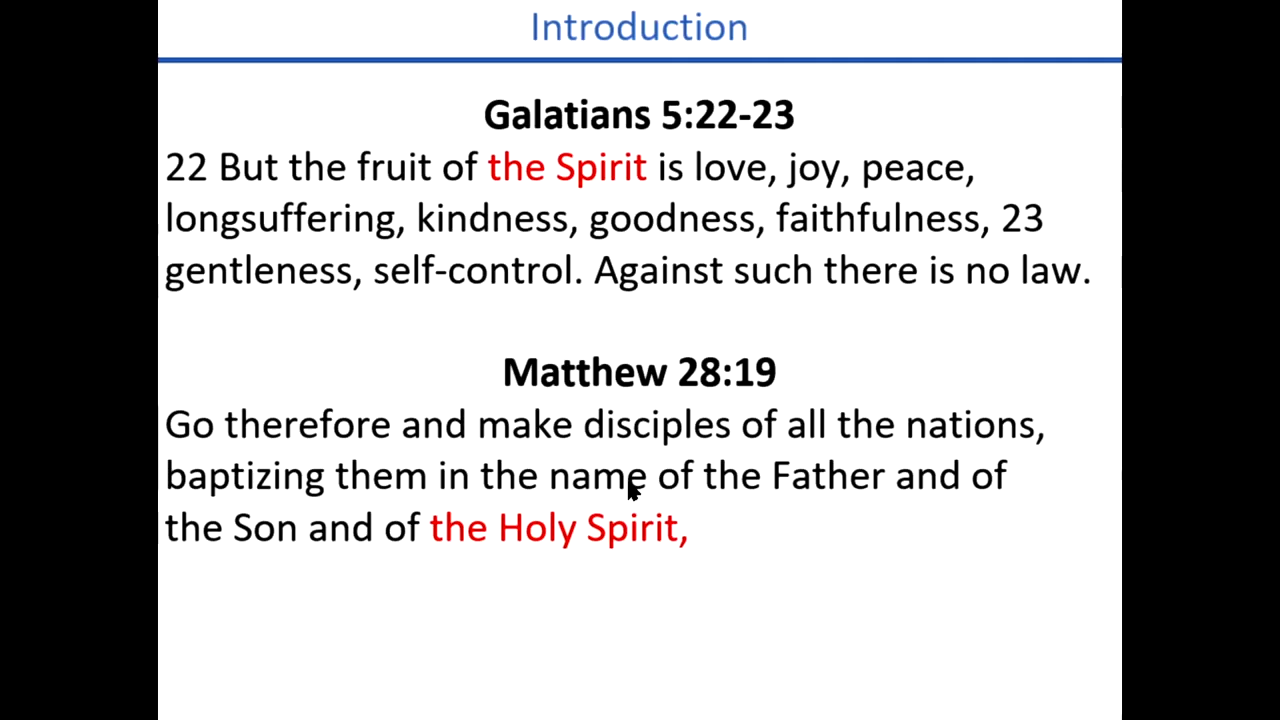 Introduction
Galatians 5:22-23
22 But the fruit of the Spirit is love, joy, peace,
longsuffering, kindness, goodness, faithfulness, 23
gentleness, self-control. Against such there is no law.
Matthew 28:19
Go therefore and make disciples of all the nations,
baptizing them in the name of the Father and of
the Son and of the Holy Spirit,